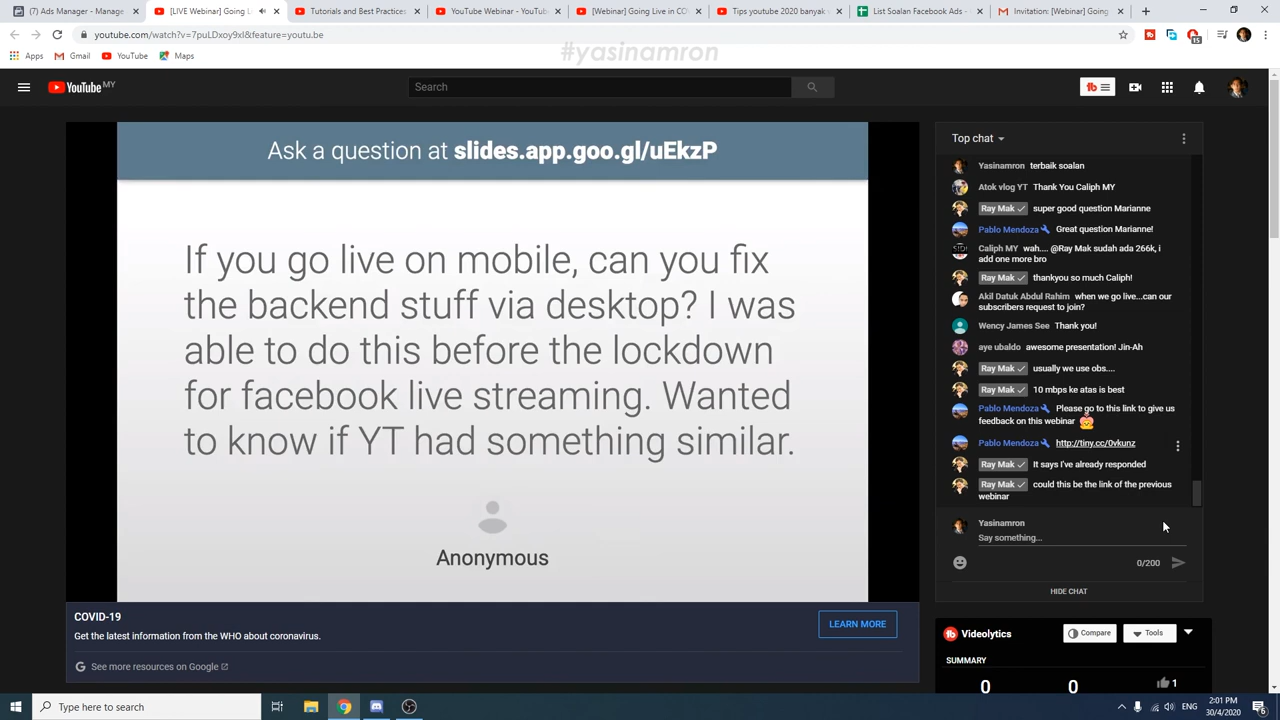 (7) Ads Manager - Manage
[LIVE Webinar] Going Li
Tutorials and Best Practices
YouTube Webinar - YouTub
[Webinar] Going Live in CO
Tips youtube 2020 banyak
List Soalan Facebook Ads -
Invitation: [Webinar] Going
youtube.com/watch?v=7puLDxoy9xI&feature=youtu.be
15
Apps
Gmail
YouTube
Maps
#yasinamron
YouTube MY
Search
tb
Ask a question at slides.app.goo.gl/uEkzP
If you go live on mobile, can you fix
the backend stuff via desktop? I was
able to do this before the lockdown
for facebook live streaming. Wanted
to know if YT had something similar.
Anonymous
COVID-19
Get the latest information from the WHO about coronavirus.
LEARN MORE
See more resources on Google
Top chat
Yasinamron terbaik soalan
Atok vlog YT Thank You Caliph MY
Ray Mak super good question Marianne
Pablo Mendoza Great question Marianne!
Caliph MY wah.... @Ray Mak sudah ada 266k, i
add one more bro
Ray Mak thankyou so much Caliph!
Akil Datuk Abdul Rahim when we go live...can our
subscribers request to join?
Wency James See Thank you!
aye ubaldo awesome presentation! Jin-Ah
Ray Mak usually we use obs....
Ray Mak 10 mbps ke atas is best
Pablo Mendoza Please go to this link to give us
feedback on this webinar
Pablo Mendoza http://tiny.cc/0vkunz
Ray Mak It says I've already responded
Ray Mak could this be the link of the previous
webinar
Yasinamron
Say something...
0/200
HIDE CHAT
tb Videolytics
Compare
Tools
SUMMARY
0
0
1
Type here to search
ENG
2:01 PM
30/4/2020
6